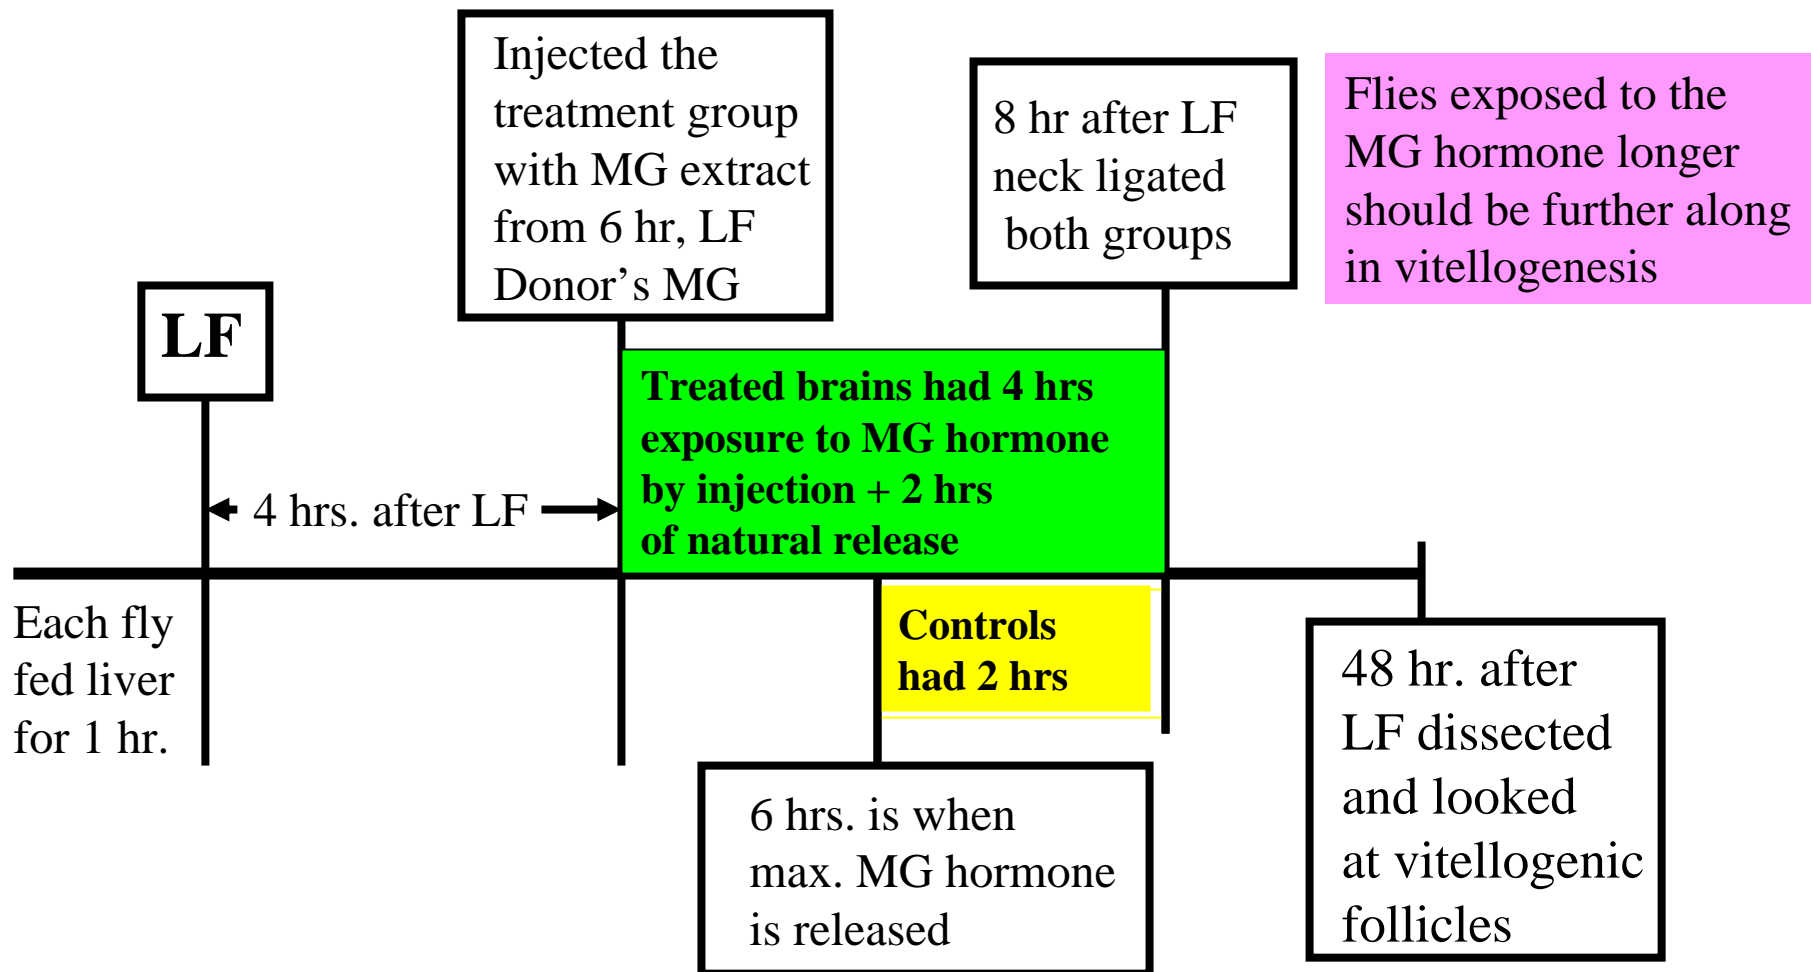 LF
Each fly
fed liver
for 1 hr.
4 hrs. after LF
Injected the
treatment group
with MG extract
from 6 hr, LF
Donor’s MG
Treated brains had 4 hrs
exposure to MG hormone
by injection + 2 hrs
of natural release
Controls
had 2 hrs
6 hrs. is when
max. MG hormone
is released
8 hr after LF
neck ligated
both groups
48 hr. after
LF dissected
and looked
at vitellogenic
follicles
Flies exposed to the
MG hormone longer
should be further along
in vitellogenesis